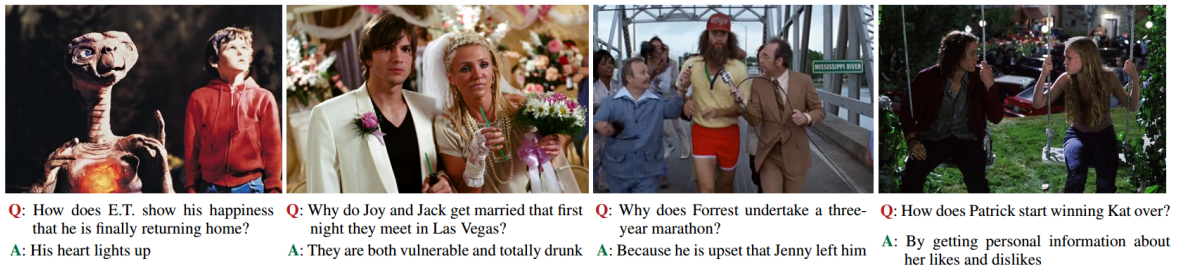 MISSISSIPPI RIVER
Q: How does E.T. show his happiness
that he is finally returning home?
A: His heart lights up
Q: Why do Joy and Jack get married that first
night they meet in Las Vegas?
A: They are both vulnerable and totally drunk
Q: Why does Forrest undertake a three-
year marathon?
A: Because he is upset that Jenny left him
Q: How does Patrick start winning Kat over?
A: By getting personal information about
her likes and dislikes